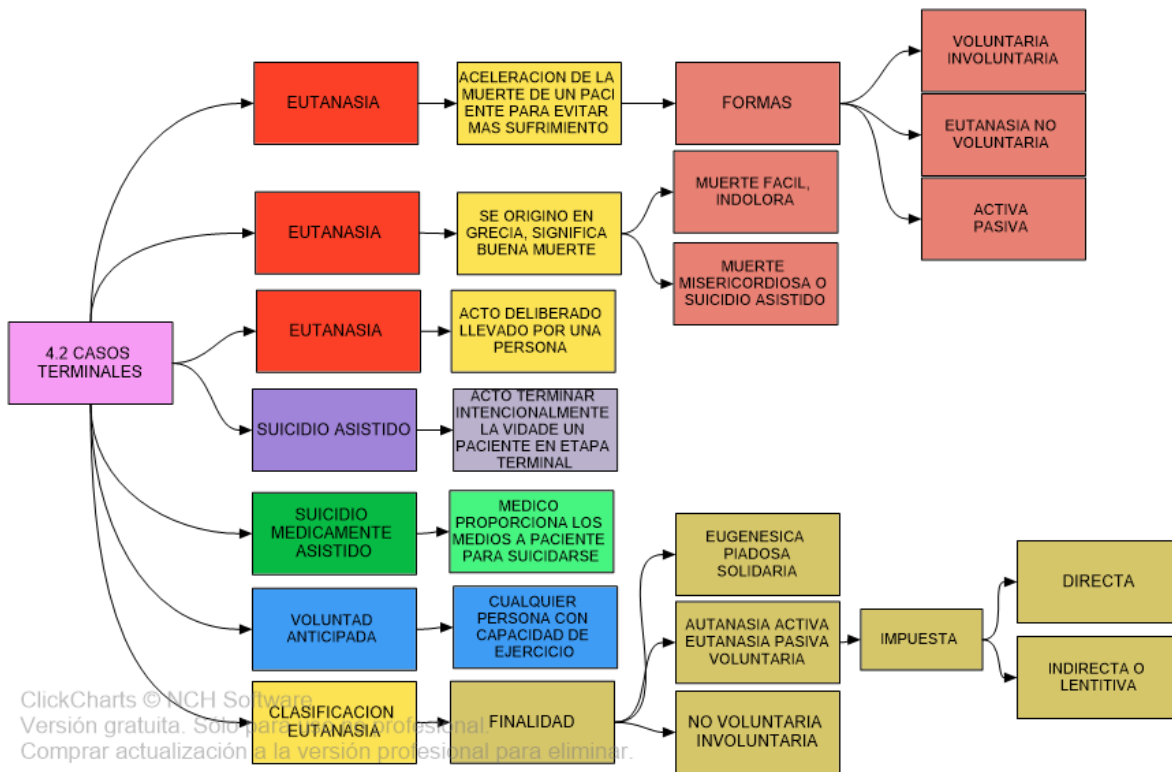 4.2 CASOS
TERMINALES
EUTANASIA
ACELERACION DE LA
MUERTE DE UN PACI
ENTE PARA EVITAR
MAS SUFRIMIENTO
FORMAS
VOLUNTARIA
INVOLUNTARIA
EUTANASIA NO
VOLUNTARIA
ACTIVA
PASIVA
EUTANASIA
SE ORIGINO EN
GRECIA, SIGNIFICA
BUENA MUERTE
MUERTE FACIL,
INDOLORA
MUERTE
MISERICORDIOSA O
SUICIDIO ASISTIDO
EUTANASIA
ACTO DELIBERADO
LLEVADO POR UNA
PERSONA
SUICIDIO ASISTIDO
ACTO TERMINAR
INTENCIONALMENTE
LA VIDADE UN
PACIENTE EN ETAPA
TERMINAL
SUICIDIO
MEDICAMENTE
ASISTIDO
MEDICO
PROPORCIONA LOS
MEDIOS A PACIENTE
PARA SUICIDARSE
VOLUNTAD
ANTICIPADA
CUALQUIER
PERSONA CON
CAPACIDAD DE
EJERCICIO
CLASIFICACION
EUTANASIA
FINALIDAD
EUGENESICA
PIADOSA
SOLIDARIA
AUTANASIA ACTIVA
EUTANASIA PASIVA
VOLUNTARIA
IMPUESTA
DIRECTA
INDIRECTA O
LENTITIVA
NO VOLUNTARIA
INVOLUNTARIA
ClickCharts © NCH Software
Versión gratuita. Sólo para uso no profesional.
Comprar actualización a la versión profesional para eliminar.